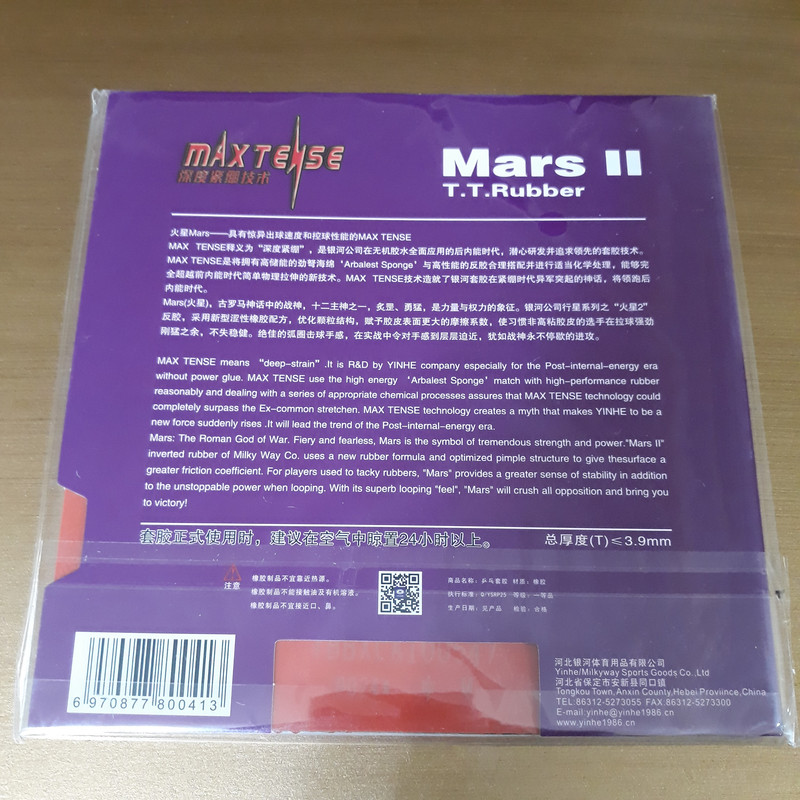 MAXTENSE
深度紧绷技术
Mars II
T.T.Rubber
火星Mars——具有惊异出球速度和控球性能的MAX TENSE
MAX TENSE释义为“深度紧绷”，是银河公司在无机胶水全面应用的后内能时代，潜心研发并追求领先的套胶技术。
MAX TENSE是将拥有高储能的劲弩海绵‘Arbalest Sponge’与高性能的反胶合理搭配并进行适当化学处理，能够完
全超越前内能时代简单物理拉伸的新技术。MAX TENSE技术造就了银河套胶在紧绷时代异军突起的神话，将领跑后
内能时代。
Mars(火星)，古罗马神话中的战神，十二主神之一，炙罡、勇猛，是力量与权力的象征。银河公司行星系列之“火星2”
反胶，采用新型涩性橡胶配方，优化颗粒结构，赋予胶皮表面更大的摩擦系数，使习惯非高粘胶皮的选手在拉球强劲
刚猛之余，不失稳健。绝佳的弧圈击球手感，在实战中令对手感到层层迫近，犹如战神永不停歇的进攻。
MAX TENSE means “deep-strain”.It is R&D by YINHE company especially for the Post-internal-energy era
without power glue. MAX TENSE use the high energy ‘Arbalest Sponge’match with high-performance rubber
reasonably and dealing with a series of appropriate chemical processes assures that MAX TENSE technology could
completely surpass the Ex-common stretchen. MAX TENSE technology creates a myth that makes YINHE to be a
new force suddenly rises .It will lead the trend of the Post-internal-energy era.
Mars: The Roman God of War. Fiery and fearless, Mars is the symbol of tremendous strength and power."Mars II"
inverted rubber of Milky Way Co. uses a new rubber formula and optimized pimple structure to give thesurface a
greater friction coefficient. For players used to tacky rubbers, "Mars" provides a greater sense of stability in addition
to the unstoppable power when looping. With its superb looping "feel", "Mars" will crush all opposition and bring you
to victory!
套胶正式使用时，建议在空气中晾置24小时以上。
总厚度(T)≤3.9mm
注意
橡胶制品不宜靠近热源。
橡胶制品不能接触油及有机溶液。
橡胶制品不宜接近口、鼻。
商品名称：乒乓套胶 材质：橡胶
执行标准：Q/YSRP25 等级：一等品
生产日期：见产品 检验：合格
6 970877 800413
河北银河体育用品有限公司
Yinhe/Milkyway Sports Goods Co.,Ltd
河北省保定市安新县同口镇
Tongkou Town,Anxin County,Hebei Proviince,China
TEL:86312-5273055 FAX:86312-5273300
E-mail:yinhe@yinhe1986.cn
www.yinhe1986.cn